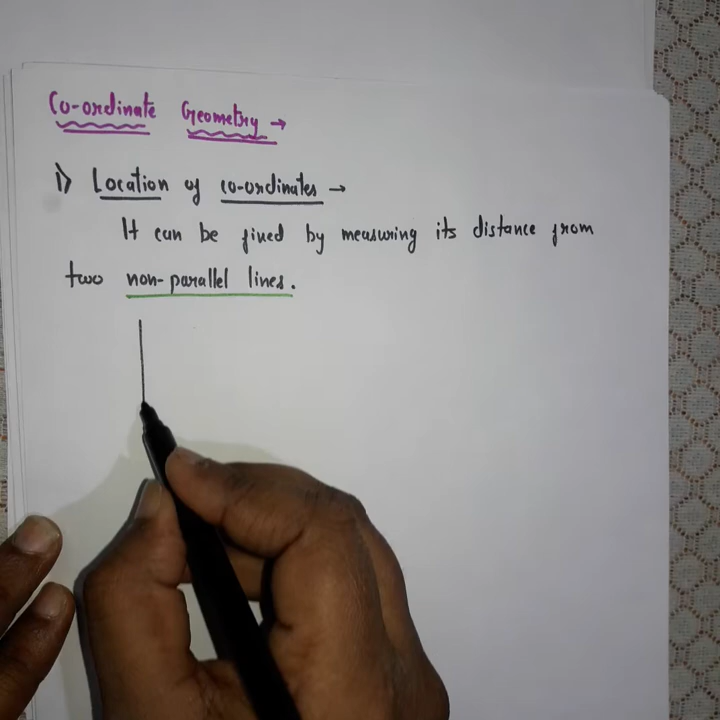 Co-ordinate Geometry →
1) Location of co-ordinates →
It can be fixed by measuring its distance from
two non-parallel lines.